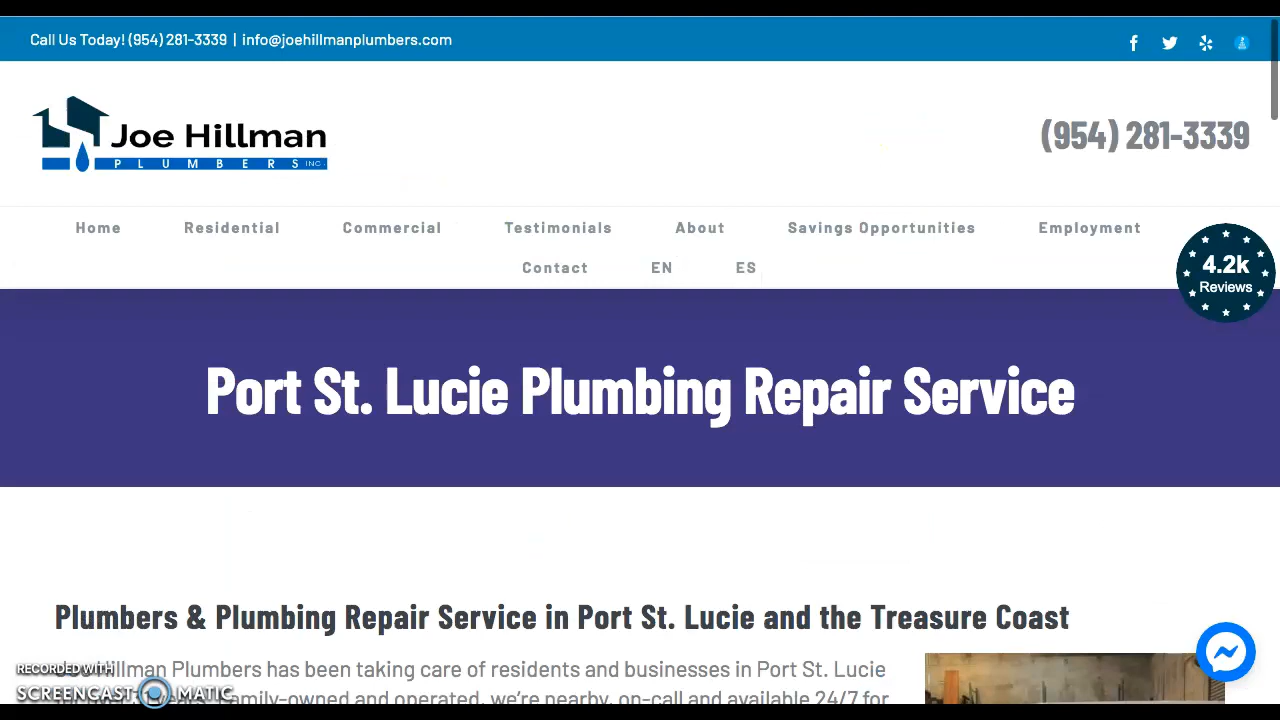 Call Us Today! (954) 281-3339 | info@joehillmanplumbers.com
Joe Hillman
PLUMBERS INC.
(954) 281-3339
Home Residential Commercial Testimonials About Savings Opportunities Employment
Contact EN ES
4.2k
Reviews
Port St. Lucie Plumbing Repair Service
Plumbers & Plumbing Repair Service in Port St. Lucie and the Treasure Coast
Hillman Plumbers has been taking care of residents and businesses in Port St. Lucie
years. Family-owned and operated, we're nearby, on-call and available 24/7 for
RECORDED WITH
SCREENCAST MATIC